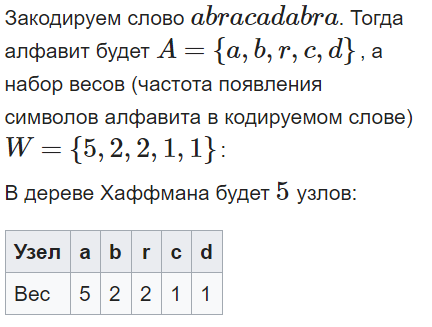 Закодируем слово abracadabra. Тогда
алфавит будет A = {a, b, r, c, d} , а
набор весов (частота появления
символов алфавита в кодируемом слове)
W = {5, 2, 2, 1, 1} :
В дереве Хаффмана будет 5 узлов:
Узел a b r c d
Вес 5 2 2 1 1